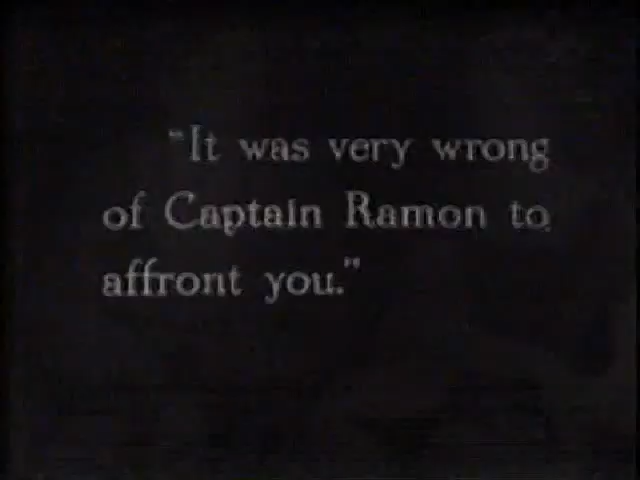 "It was very wrong
of Captain Ramon to
affront you."